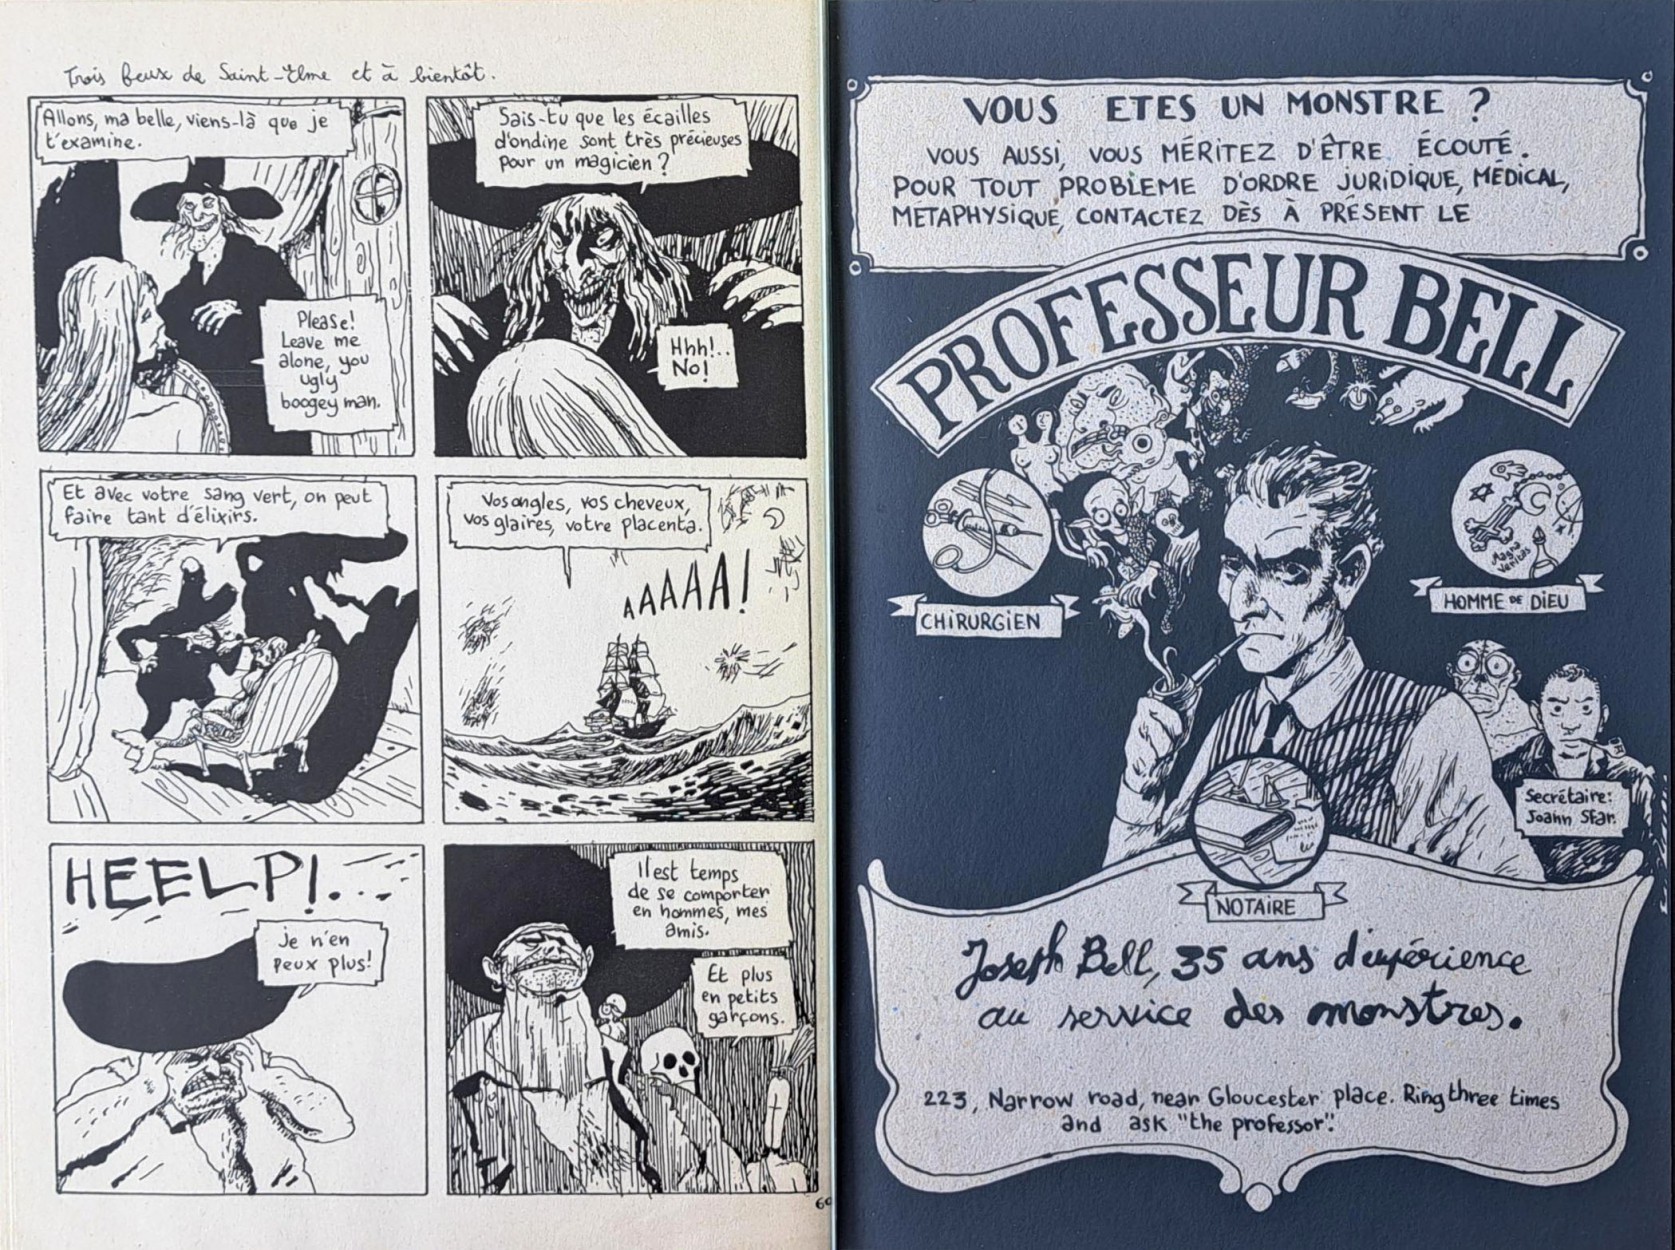 Trois feux de Saint-Elme et à bientôt.
Allons, ma belle, viens-là que je
t'examine.
Please!
Leave me
alone, you
ugly
boogey man.
Sais-tu que les écailles
d'ondine sont très précieuses
pour un magicien ?
Hhh!..
No!
Et avec votre sang vert, on peut
faire tant d'élixirs.
Vos ongles, vos cheveux,
vos glaires, votre placenta.
AAAAA!
HEELP!..
Je n'en
peux plus!
Il est temps
de se comporter
en hommes, mes
amis.
Et plus
en petits
garçons.
VOUS ETES UN MONSTRE ?
VOUS AUSSI, VOUS MÉRITEZ D'ÊTRE ÉCOUTÉ.
POUR TOUT PROBLEME D'ORDRE JURIDIQUE, MÉDICAL,
METAPHYSIQUE, CONTACTEZ DÈS À PRÉSENT LE
PROFESSEUR BELL
CHIRURGIEN
Magna
Veritas
HOMME DE DIEU
Secrétaire:
Joann Sfar.
NOTAIRE
Joseph Bell, 35 ans d'expérience
au service des monstres.
223, Narrow road, near Gloucester place. Ring three times
and ask "the professor".